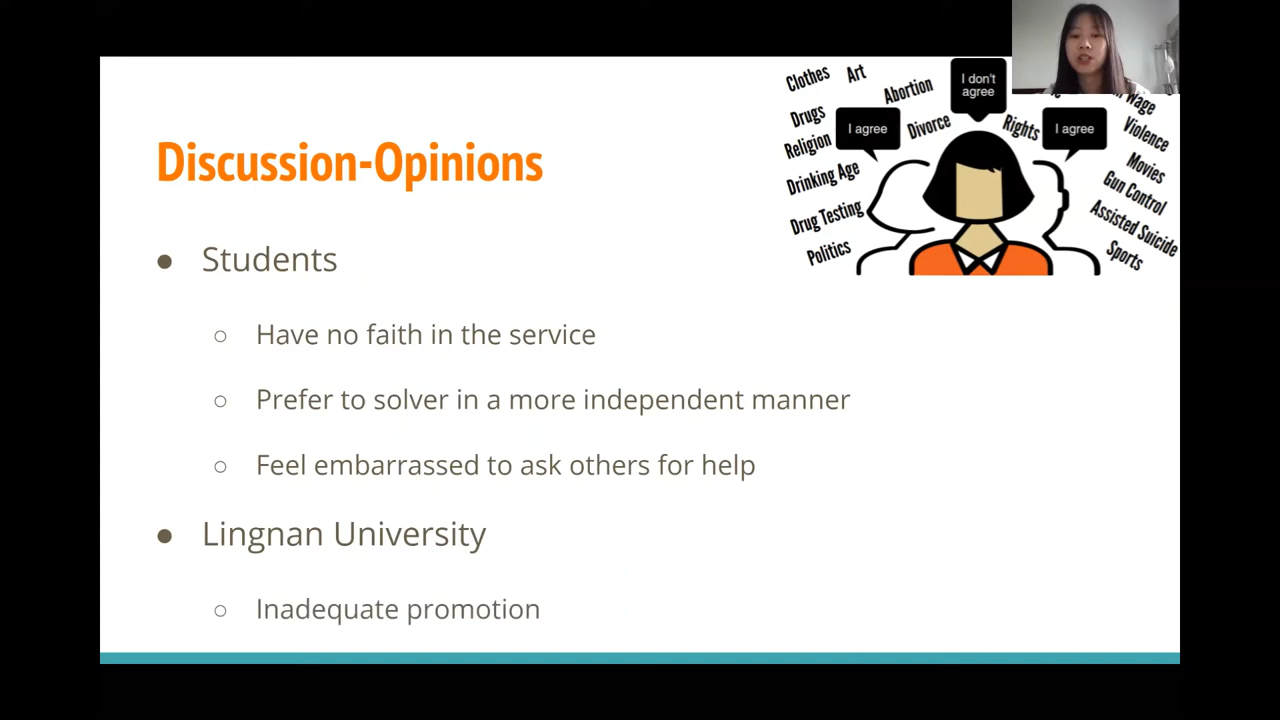 Discussion-Opinions
● Students
○ Have no faith in the service
○ Prefer to solver in a more independent manner
○ Feel embarrassed to ask others for help
● Lingnan University
○ Inadequate promotion
Clothes
Art
Abortion
I don't
agree
Drugs
I agree
Divorce
Rights
I agree
Wage
Violence
Religion
Movies
Drinking Age
Gun Control
Drug Testing
Assisted Suicide
Politics
Sports